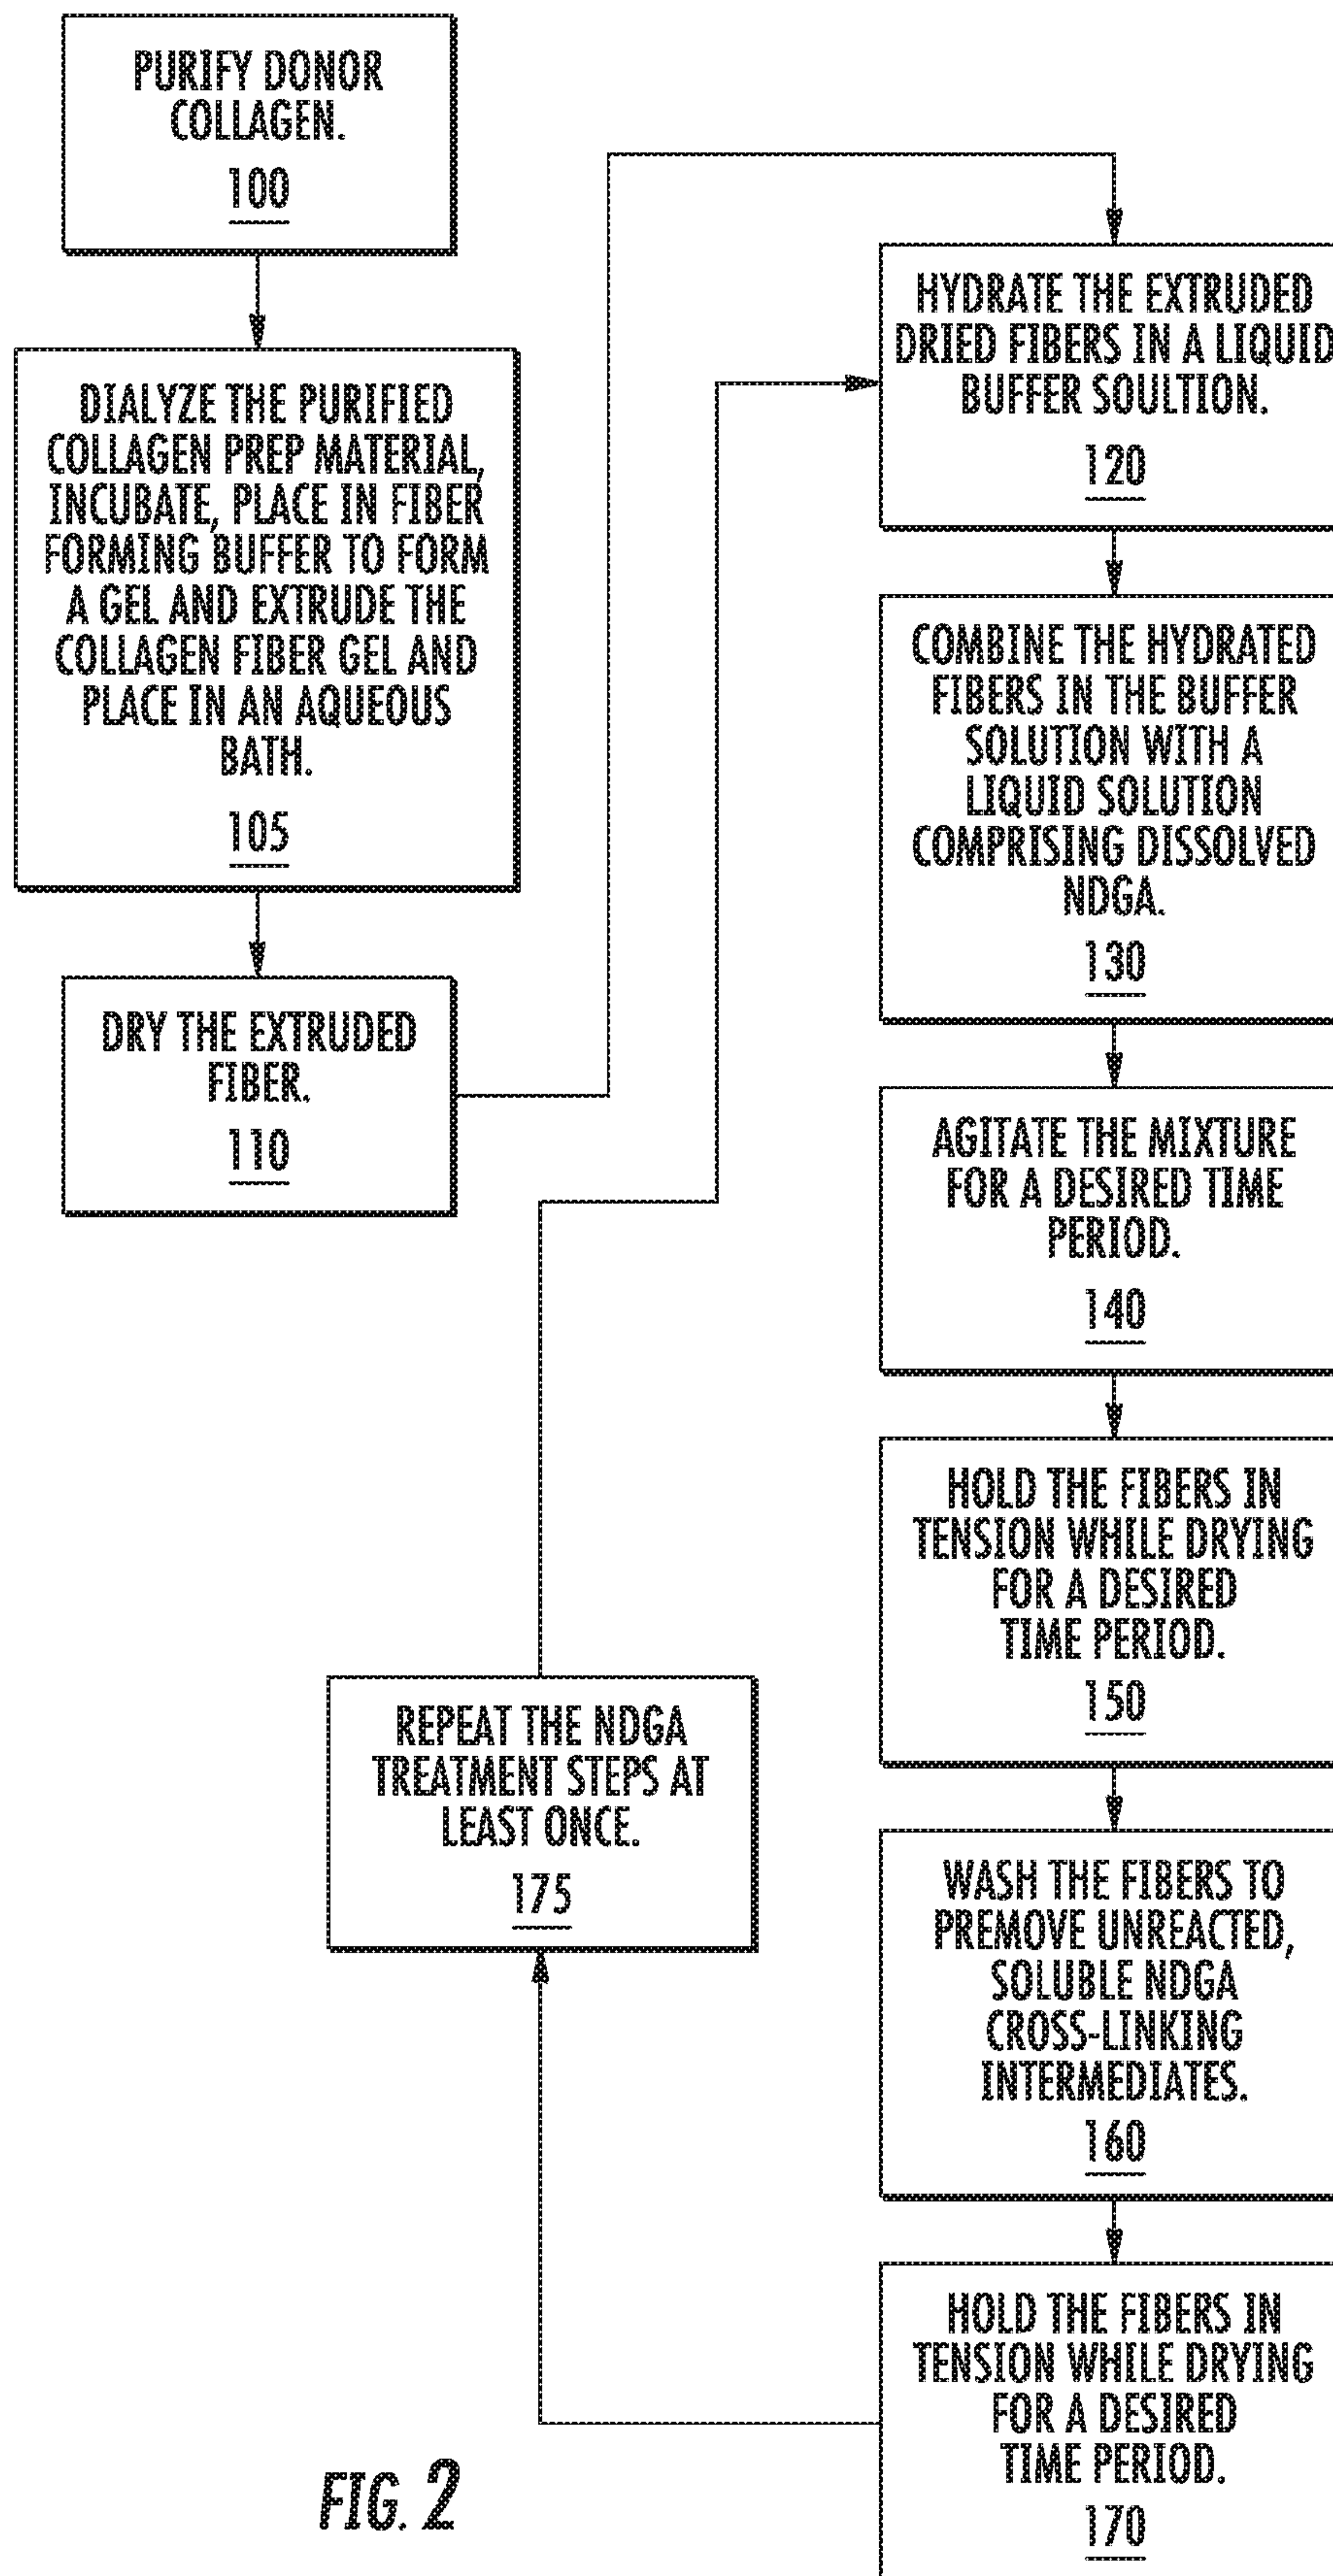 PURIFY DONOR
COLLAGEN.
100
DIALYZE THE PURIFIED
COLLAGEN PREP MATERIAL,
INCUBATE, PLACE IN FIBER
FORMING BUFFER TO FORM
A GEL AND EXTRUDE THE
COLLAGEN FIBER GEL AND
PLACE IN AN AQUEOUS
BATH.
105
DRY THE EXTRUDED
FIBER.
110
HYDRATE THE EXTRUDED
DRIED FIBERS IN A LIQUID
BUFFER SOULTION.
120
COMBINE THE HYDRATED
FIBERS IN THE BUFFER
SOLUTION WITH A
LIQUID SOLUTION
COMPRISING DISSOLVED
NDGA.
130
AGITATE THE MIXTURE
FOR A DESIRED TIME
PERIOD.
140
HOLD THE FIBERS IN
TENSION WHILE DRYING
FOR A DESIRED
TIME PERIOD.
150
WASH THE FIBERS TO
PREMOVE UNREACTED,
SOLUBLE NDGA
CROSS-LINKING
INTERMEDIATES.
160
HOLD THE FIBERS IN
TENSION WHILE DRYING
FOR A DESIRED
TIME PERIOD.
170
REPEAT THE NDGA
TREATMENT STEPS AT
LEAST ONCE.
175
FIG. 2